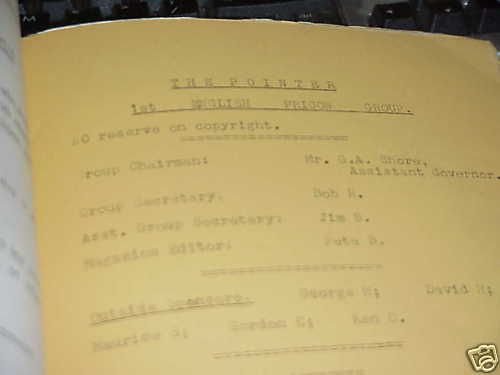 THE POINTER
1st ENGLISH PRISON GROUP.
NO reserve on copyright.
Group Chairman: Mr. G.A. Shore,
Assistant Governor.
Group Secretary. Bob H.
Asst. Group Secretary: Jim B.
Magazine Editor: Pete B.
Outside Sponsors. George H; David M;
Maurice G; Gordon C; Ken D.